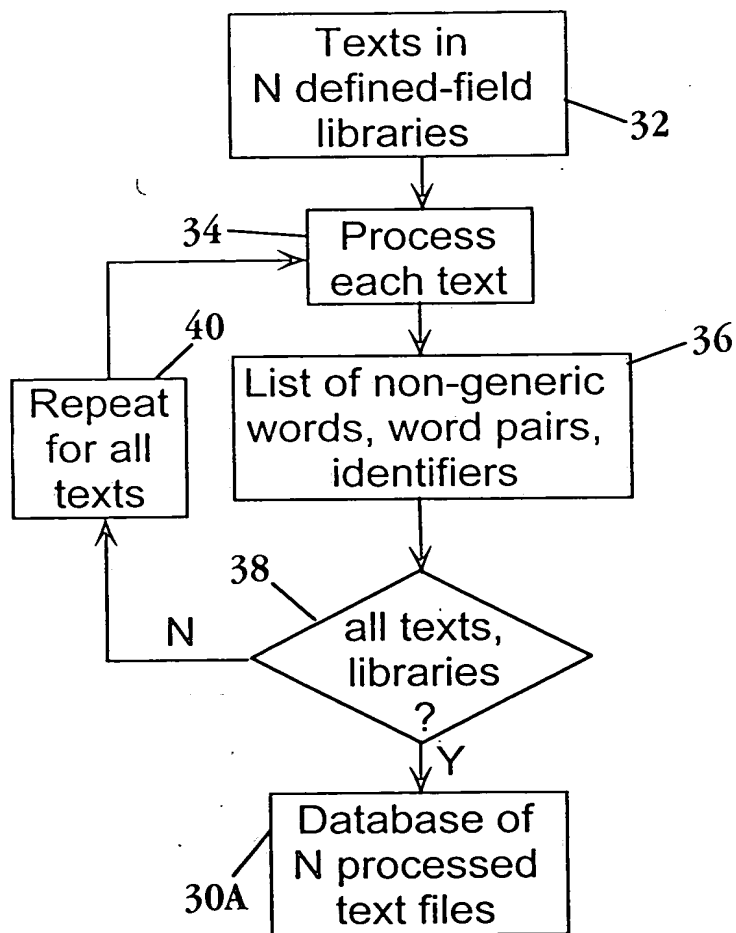 Texts in
N defined-field
libraries
32
34
Process
each text
40
Repeat
for all
texts
36
List of non-generic
words, word pairs,
identifiers
38
all texts,
libraries
?
N
Y
Database of
N processed
text files
30A